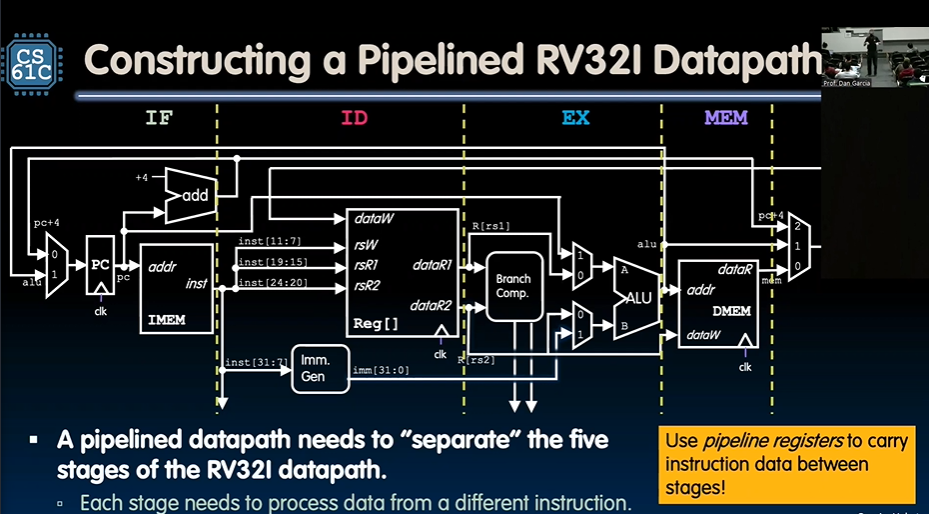 CS
61C
Constructing a Pipelined RV32I Datapath
Prof. Dan Garcia
IF
ID
EX
MEM
+4
add
pc+4
0
1
alu
PC
pc
clk
addr
inst
IMEM
inst[11:7]
inst[19:15]
inst[24:20]
inst[31:7]
dataW
rsW
rsR1
rsR2
dataR1
dataR2
Reg[]
clk
Imm.
Gen
imm[31:0]
R[rs1]
R[rs2]
Branch
Comp.
1
0
0
1
A
ALU
B
alu
dataR
addr
DMEM
dataW
clk
pc+4
2
1
0
mem
▪ A pipelined datapath needs to “separate” the five
stages of the RV32I datapath.
▫ Each stage needs to process data from a different instruction.
Use pipeline registers to carry
instruction data between
stages!